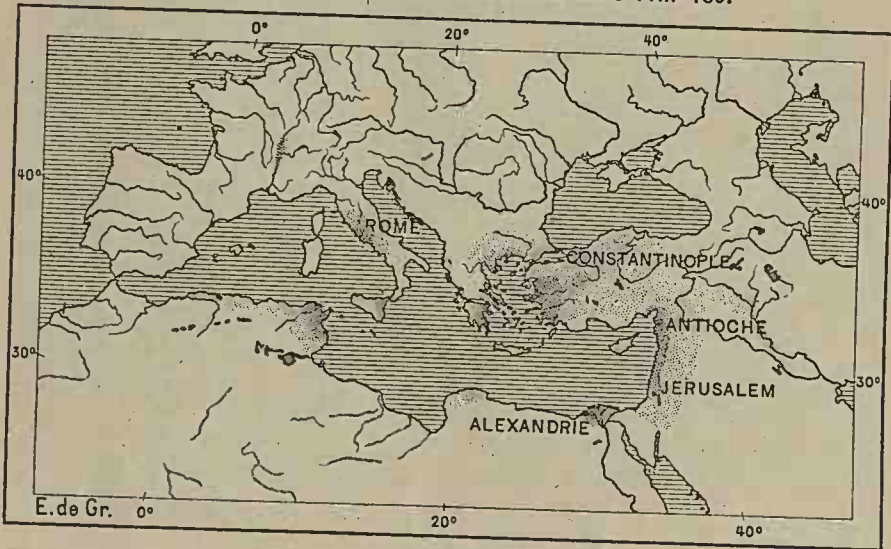 0° 20° 40°
40° 40°
ROME
CONSTANTINOPLE
ANTIOCHE
30° 30°
JERUSALEM
ALEXANDRIE
E. de Gr. 0° 20° 40°